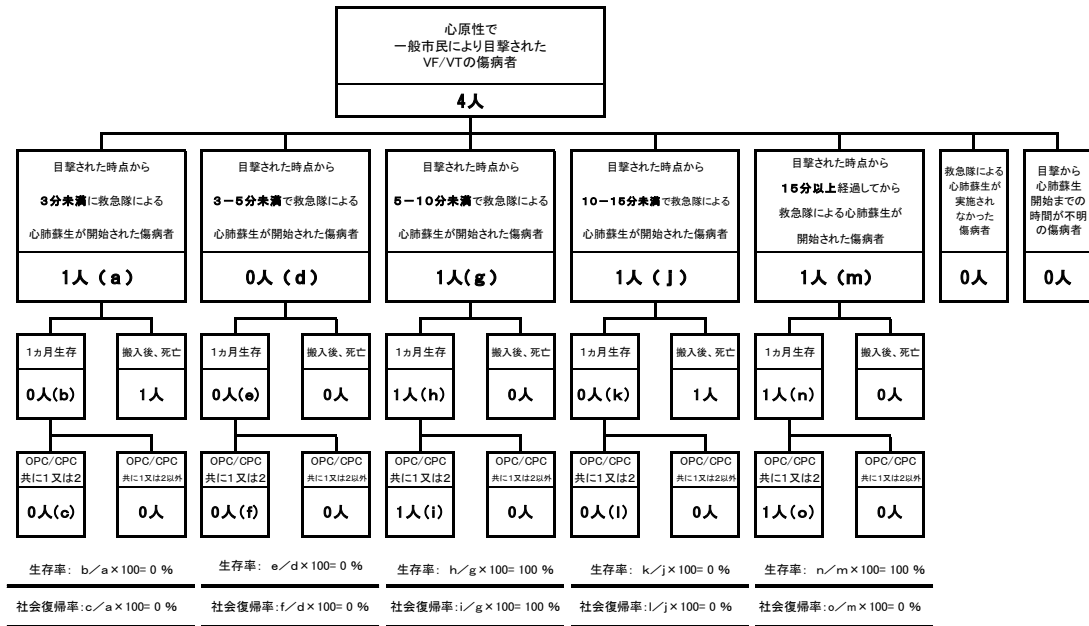 心原性で
一般市民により目撃された
VF/VTの傷病者
4人
目撃された時点から
3分未満に救急隊による
心肺蘇生が開始された傷病者
1人（a）
目撃された時点から
3－5分未満で救急隊による
心肺蘇生が開始された傷病者
0人（d）
目撃された時点から
5－10分未満で救急隊による
心肺蘇生が開始された傷病者
1人(g)
目撃された時点から
10－15分未満で救急隊による
心肺蘇生が開始された傷病者
1人（j）
目撃された時点から
15分以上経過してから
救急隊による心肺蘇生が
開始された傷病者
1人（m）
救急隊による
心肺蘇生が
実施され
なかった
傷病者
0人
目撃から
心肺蘇生
開始までの
時間が不明
の傷病者
0人
1ヵ月生存
0人(b)
搬入後、死亡
1人
1ヵ月生存
0人(e)
搬入後、死亡
0人
1ヵ月生存
1人(h)
搬入後、死亡
0人
1ヵ月生存
0人(k)
搬入後、死亡
1人
1ヵ月生存
1人(n)
搬入後、死亡
0人
OPC/CPC
共に1又は2
0人(c)
OPC/CPC
共に1又は2以外
0人
OPC/CPC
共に1又は2
0人(f)
OPC/CPC
共に1又は2以外
0人
OPC/CPC
共に1又は2
1人(i)
OPC/CPC
共に1又は2以外
0人
OPC/CPC
共に1又は2
0人(l)
OPC/CPC
共に1又は2以外
0人
OPC/CPC
共に1又は2
1人(o)
OPC/CPC
共に1又は2以外
0人
生存率： b／a×100= 0 %
生存率： e／d×100= 0 %
生存率： h／g×100= 100 %
生存率： k／j×100= 0 %
生存率： n／m×100= 100 %
社会復帰率：c／a×100= 0 %
社会復帰率：f／d×100= 0 %
社会復帰率：i／g×100= 100 %
社会復帰率：l／j×100= 0 %
社会復帰率：o／m×100= 100 %